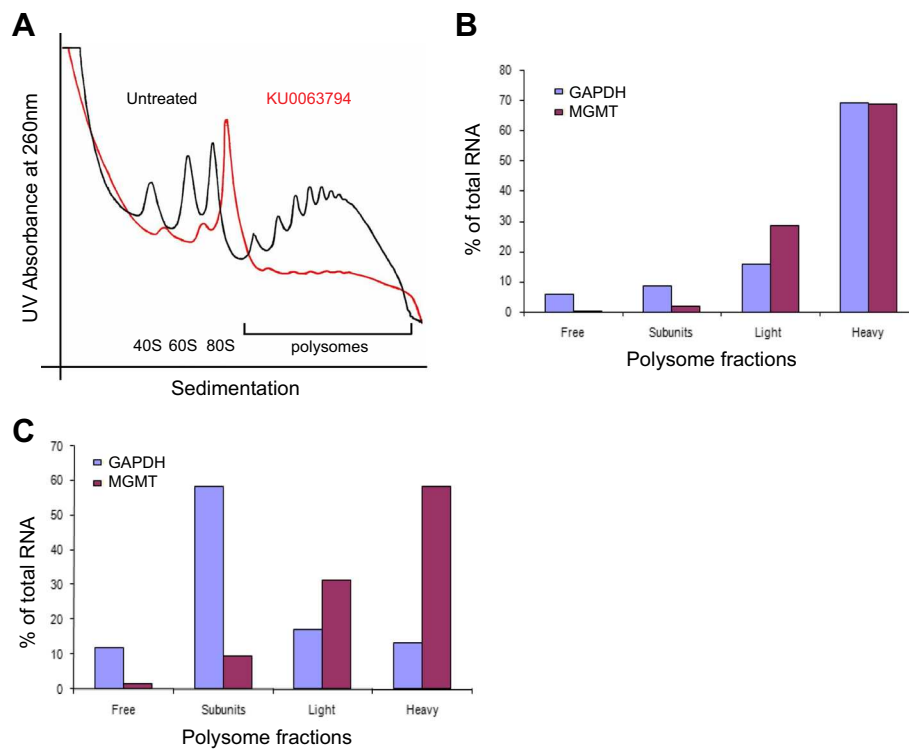 A
UV Absorbance at 260nm
Untreated
KU0063794
40S 60S 80S
polysomes
Sedimentation
B
% of total RNA
80
70
60
50
40
30
20
10
0
GAPDH
MGMT
Free Subunits Light Heavy
Polysome fractions
C
% of total RNA
70
60
50
40
30
20
10
0
GAPDH
MGMT
Free Subunits Light Heavy
Polysome fractions